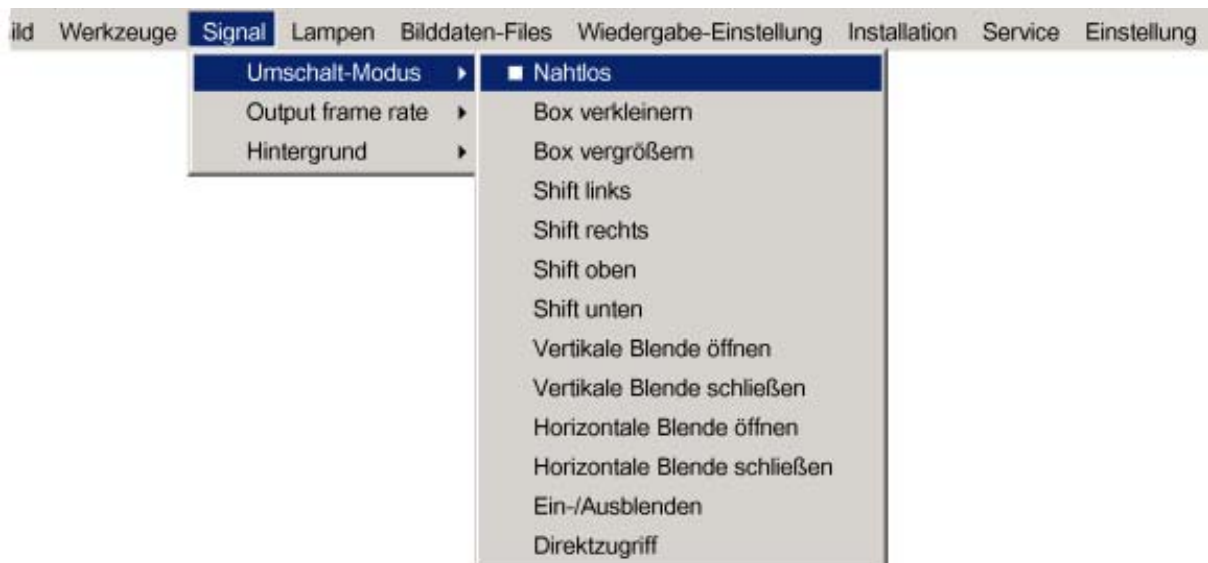 ild Werkzeuge Signal Lampen Bilddaten-Files Wiedergabe-Einstellung Installation Service Einstellung
Umschalt-Modus
Output frame rate
Hintergrund
Nahtlos
Box verkleinern
Box vergrößern
Shift links
Shift rechts
Shift oben
Shift unten
Vertikale Blende öffnen
Vertikale Blende schließen
Horizontale Blende öffnen
Horizontale Blende schließen
Ein-/Ausblenden
Direktzugriff